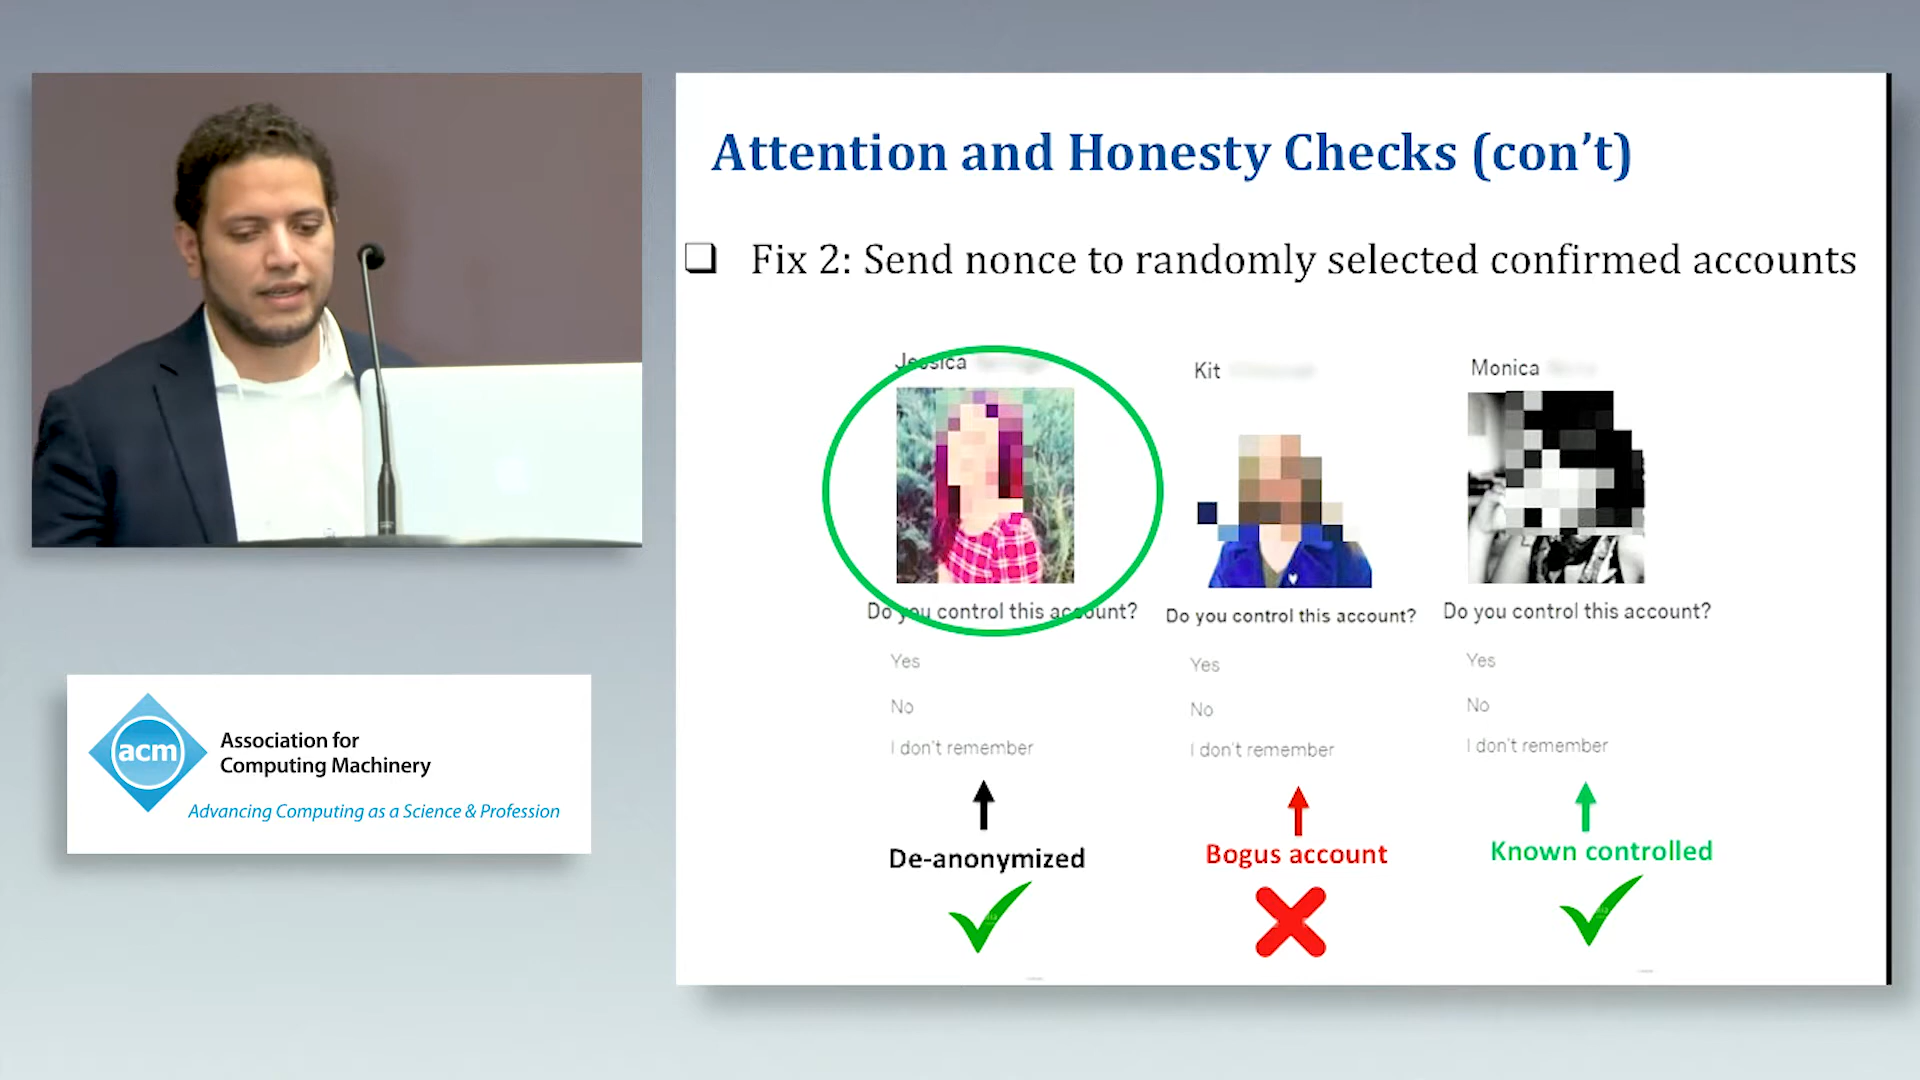 Attention and Honesty Checks (con’t)
❑ Fix 2: Send nonce to randomly selected confirmed accounts
Jessica
Kit
Monica
Do you control this account?
Do you control this account?
Do you control this account?
Yes
No
I don't remember
Yes
No
I don't remember
Yes
No
I don't remember
De-anonymized
Bogus account
Known controlled
acm
Association for
Computing Machinery
Advancing Computing as a Science & Profession